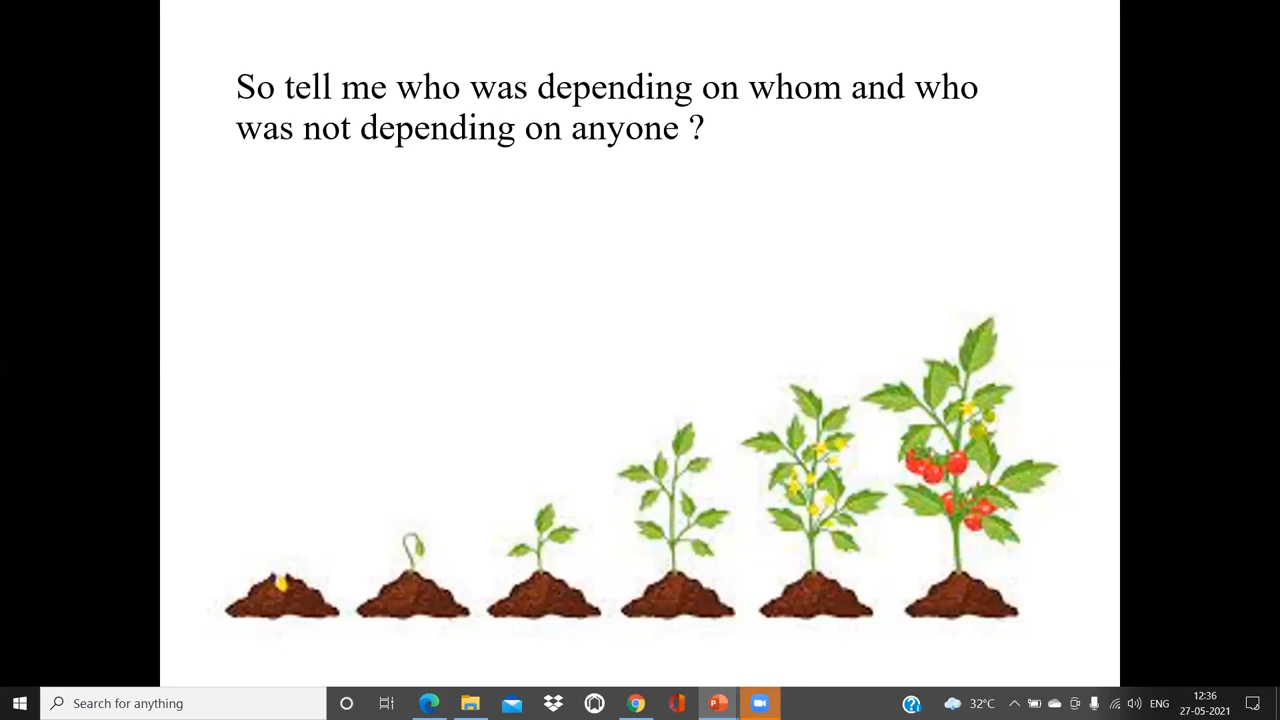 So tell me who was depending on whom and who
was not depending on anyone ?
Search for anything
32°C
ENG
12:36
27-05-2021